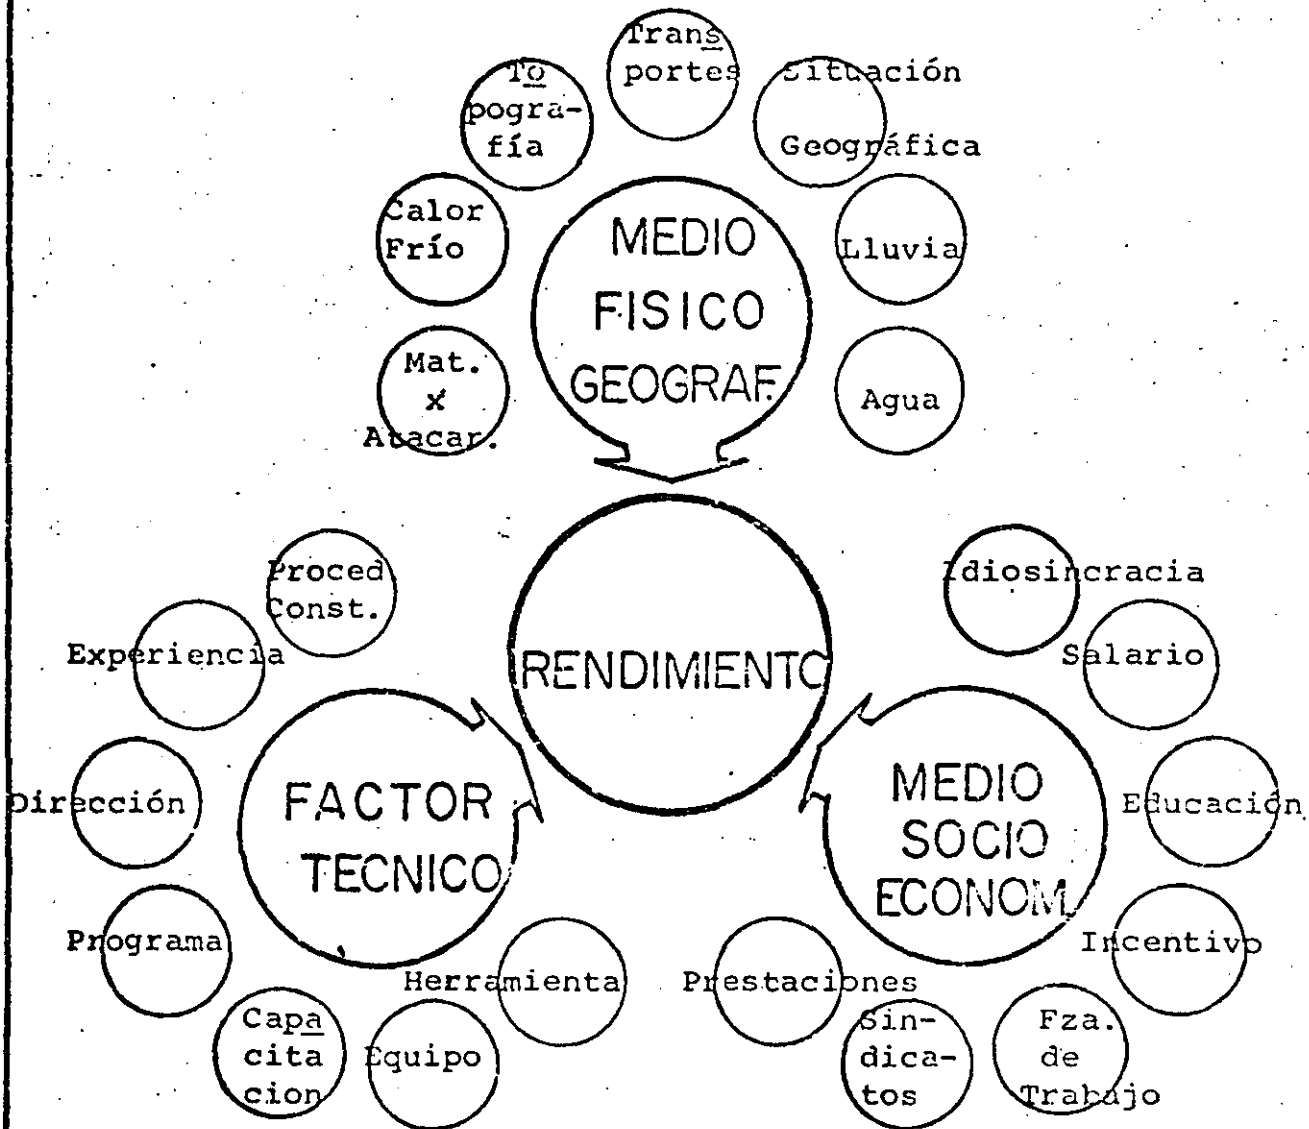 Trans
portes
Situación
Geográfica
To
pogra-
fía
Calor
Frío
Lluvia
Mat.
x
Atacar.
Agua
MEDIO
FISICO
GEOGRAF.
RENDIMIENTO
Proced
Const.
Experiencia
Dirección
Programa
Capa
cita
cion
Equipo
Herramienta
FACTOR
TECNICO
Idiosincracia
Salario
Educación
Incentivo
Fza.
de
Trabajo
Sin-
dica-
tos
Prestaciones
MEDIO
SOCIO
ECONOM.